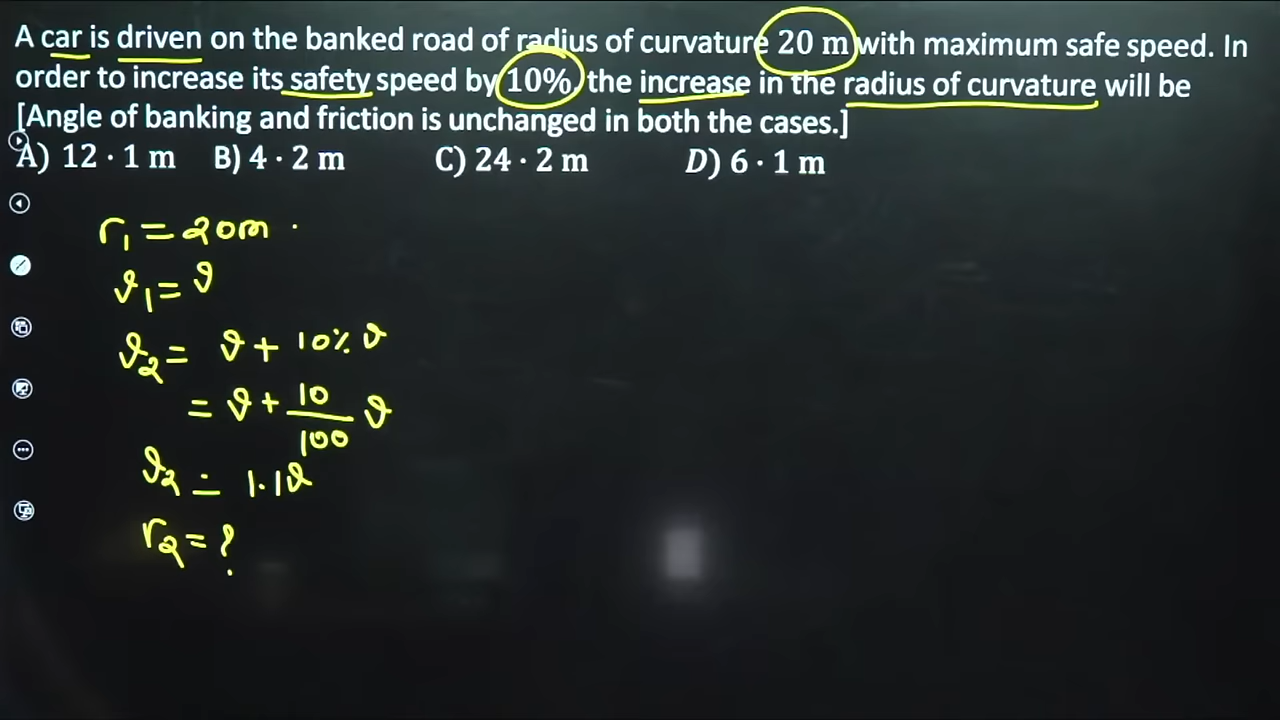 A car is driven on the banked road of radius of curvature 20 m with maximum safe speed. In
order to increase its safety speed by 10%, the increase in the radius of curvature will be
[Angle of banking and friction is unchanged in both the cases.]
A) 12 · 1 m B) 4 · 2 m C) 24 · 2 m D) 6 · 1 m
r₁ = 20m
ϑ₁ = ϑ
ϑ₂ = ϑ + 10% ϑ
= ϑ + 10/100 ϑ
ϑ₂ = 1.1ϑ
r₂ = ?